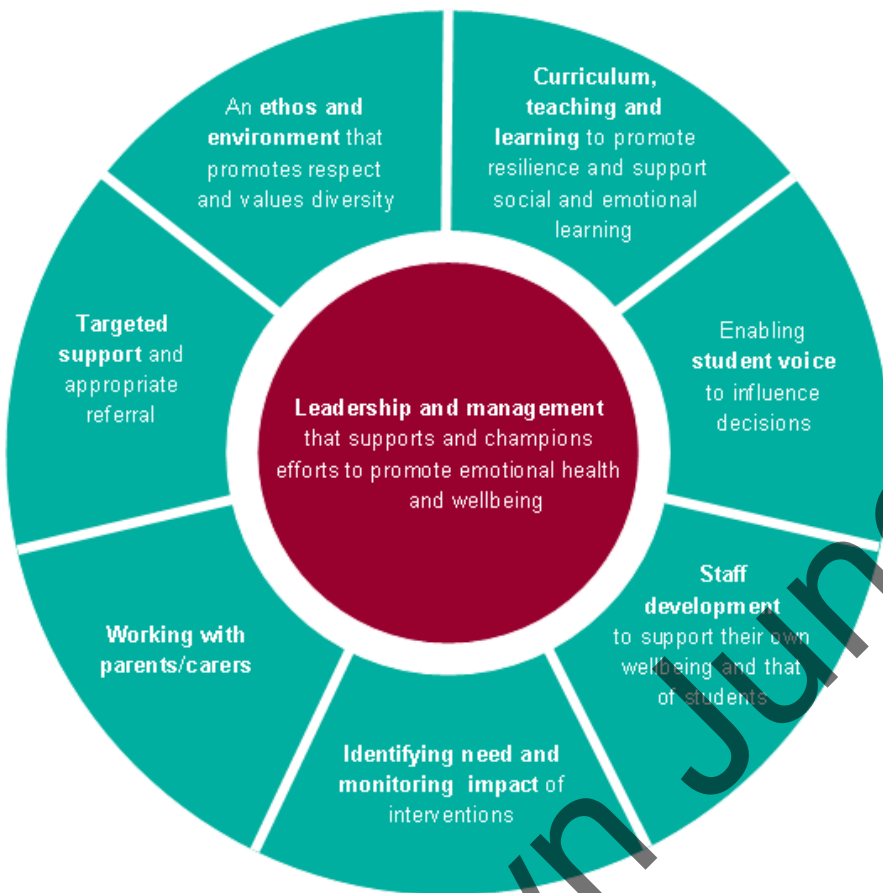 An ethos and
environment that
promotes respect
and values diversity
Curriculum,
teaching and
learning to promote
resilience and support
social and emotional
learning
Enabling
student voice
to influence
decisions
Staff
development
to support their own
wellbeing and that
of students
Identifying need and
monitoring impact of
interventions
Working with
parents/carers
Targeted
support and
appropriate
referral
Leadership and management
that supports and champions
efforts to promote emotional health
and wellbeing